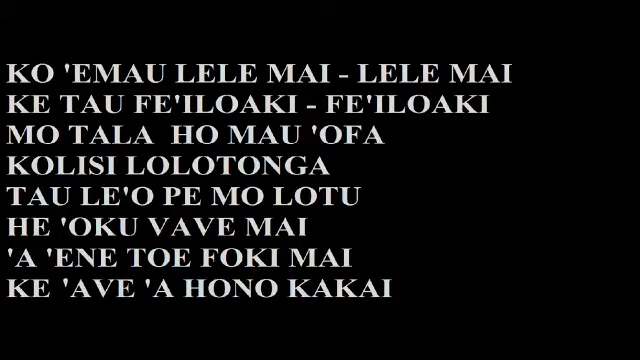 KO 'EMAU LELE MAI - LELE MAI
KE TAU FE'ILOAKI - FE'ILOAKI
MO TALA  HO MAU 'OFA
KOLISI LOLOTONGA
TAU LE'O PE MO LOTU
HE 'OKU VAVE MAI
'A 'ENE TOE FOKI MAI
KE 'AVE 'A HONO KAKAI